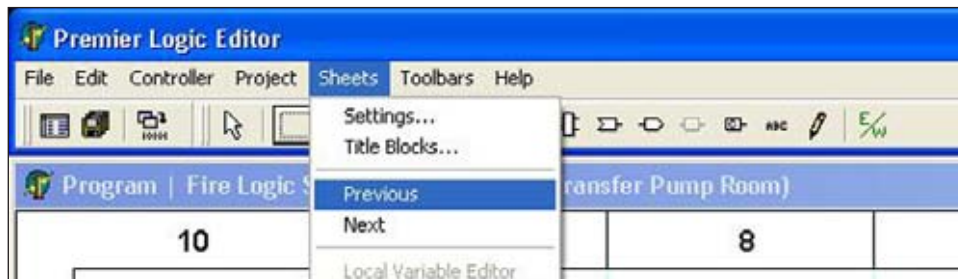 Premier Logic Editor
File Edit Controller Project Sheets Toolbars Help
Settings...
ABC E/W
Title Blocks...
Program | Fire Logic S ransfer Pump Room)
Previous
Next
10 8
Local Variable Editor